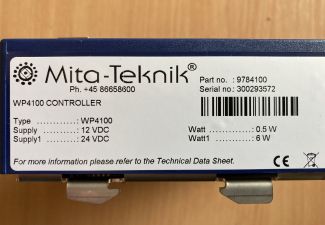 Mita-Teknik®
Ph. +45 86658600
Part no. : 9784100
Serial no.: 300293572
WP4100 CONTROLLER
Type ............... : WP4100
Supply ............ : 12 VDC
Supply1 .......... : 24 VDC
Watt ............... : 0.5 W
Watt1 ............. : 6 W
For more information please refer to the Technical Data Sheet.
CE